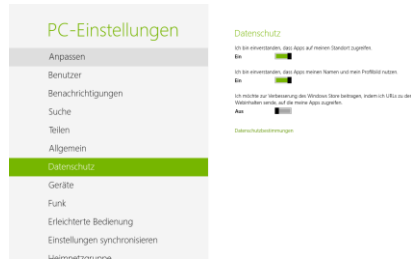 PC-Einstellungen
Anpassen
Benutzer
Benachrichtigungen
Suche
Teilen
Allgemein
Datenschutz
Geräte
Funk
Erleichterte Bedienung
Einstellungen synchronisieren
Heimnetzgruppe
Datenschutz
Ich bin einverstanden, dass Apps auf meinen Standort zugreifen.
Ein
Ich bin einverstanden, dass Apps meinen Namen und mein Profilbild nutzen.
Ein
Ich möchte zur Verbesserung des Windows Store beitragen, indem ich URLs zu den
Webinhalten sende, auf die meine Apps zugreifen.
Aus
Datenschutzbestimmungen